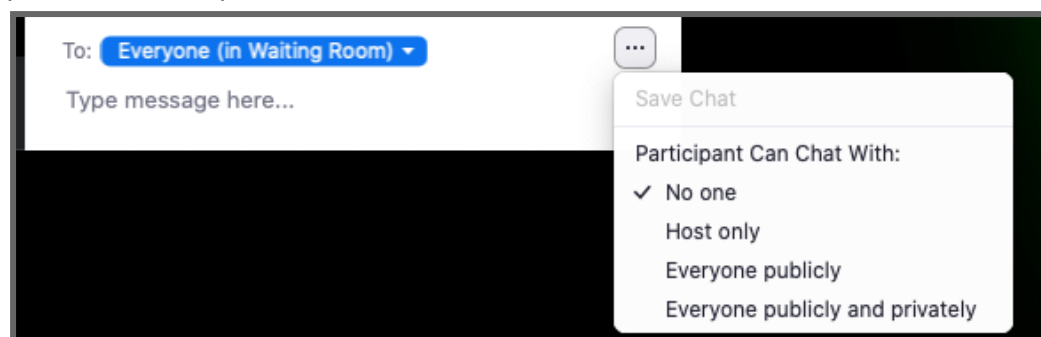 To: Everyone (in Waiting Room)
...
Type message here...
Save Chat
Participant Can Chat With:
✓ No one
Host only
Everyone publicly
Everyone publicly and privately